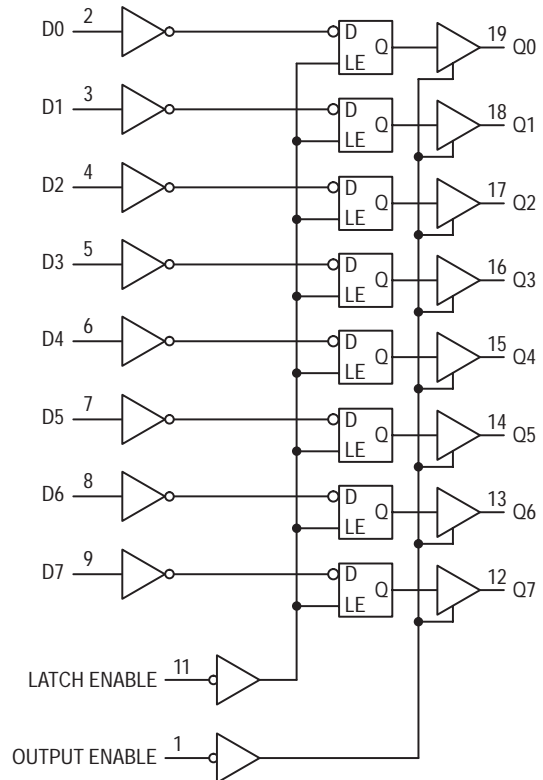 D0 2 D Q LE 19 Q0
D1 3 D Q LE 18 Q1
D2 4 D Q LE 17 Q2
D3 5 D Q LE 16 Q3
D4 6 D Q LE 15 Q4
D5 7 D Q LE 14 Q5
D6 8 D Q LE 13 Q6
D7 9 D Q LE 12 Q7
LATCH ENABLE 11
OUTPUT ENABLE 1